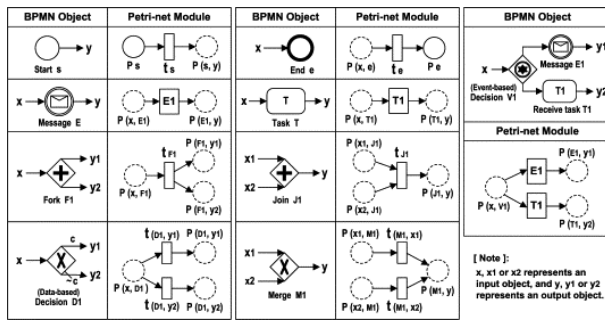 BPMN Object
Petri-net Module
y
Start s
P s
t s
P (s, y)
x
y
Message E
P (x, E1)
E1
P (E1, y)
x
y1
y2
Fork F1
t F1
P (F1, y1)
P (x, F1)
P (F1, y2)
x
c
y1
~c
y2
(Data-based)
Decision D1
t (D1, y1)
P (D1, y1)
P (x, D1)
t (D1, y2)
P (D1, y2)
BPMN Object
Petri-net Module
x
End e
P (x, e)
t e
P e
x
T
y
Task T
P (x, T1)
T1
P (T1, y)
x1
x2
y
Join J1
P (x1, J1)
t J1
P (x2, J1)
P (J1, y)
x1
x2
X
y
Merge M1
P (x1, M1)
t (M1, x1)
P (M1, y)
P (x2, M1)
t (M1, x2)
BPMN Object
y1
Message E1
x
(Event-based)
Decision V1
T1
y2
Receive task T1
Petri-net Module
P (E1, y)
E1
P (x, V1)
T1
P (T1, y2)
[ Note ]:
x, x1 or x2 represents an
input object, and y, y1 or y2
represents an output object.